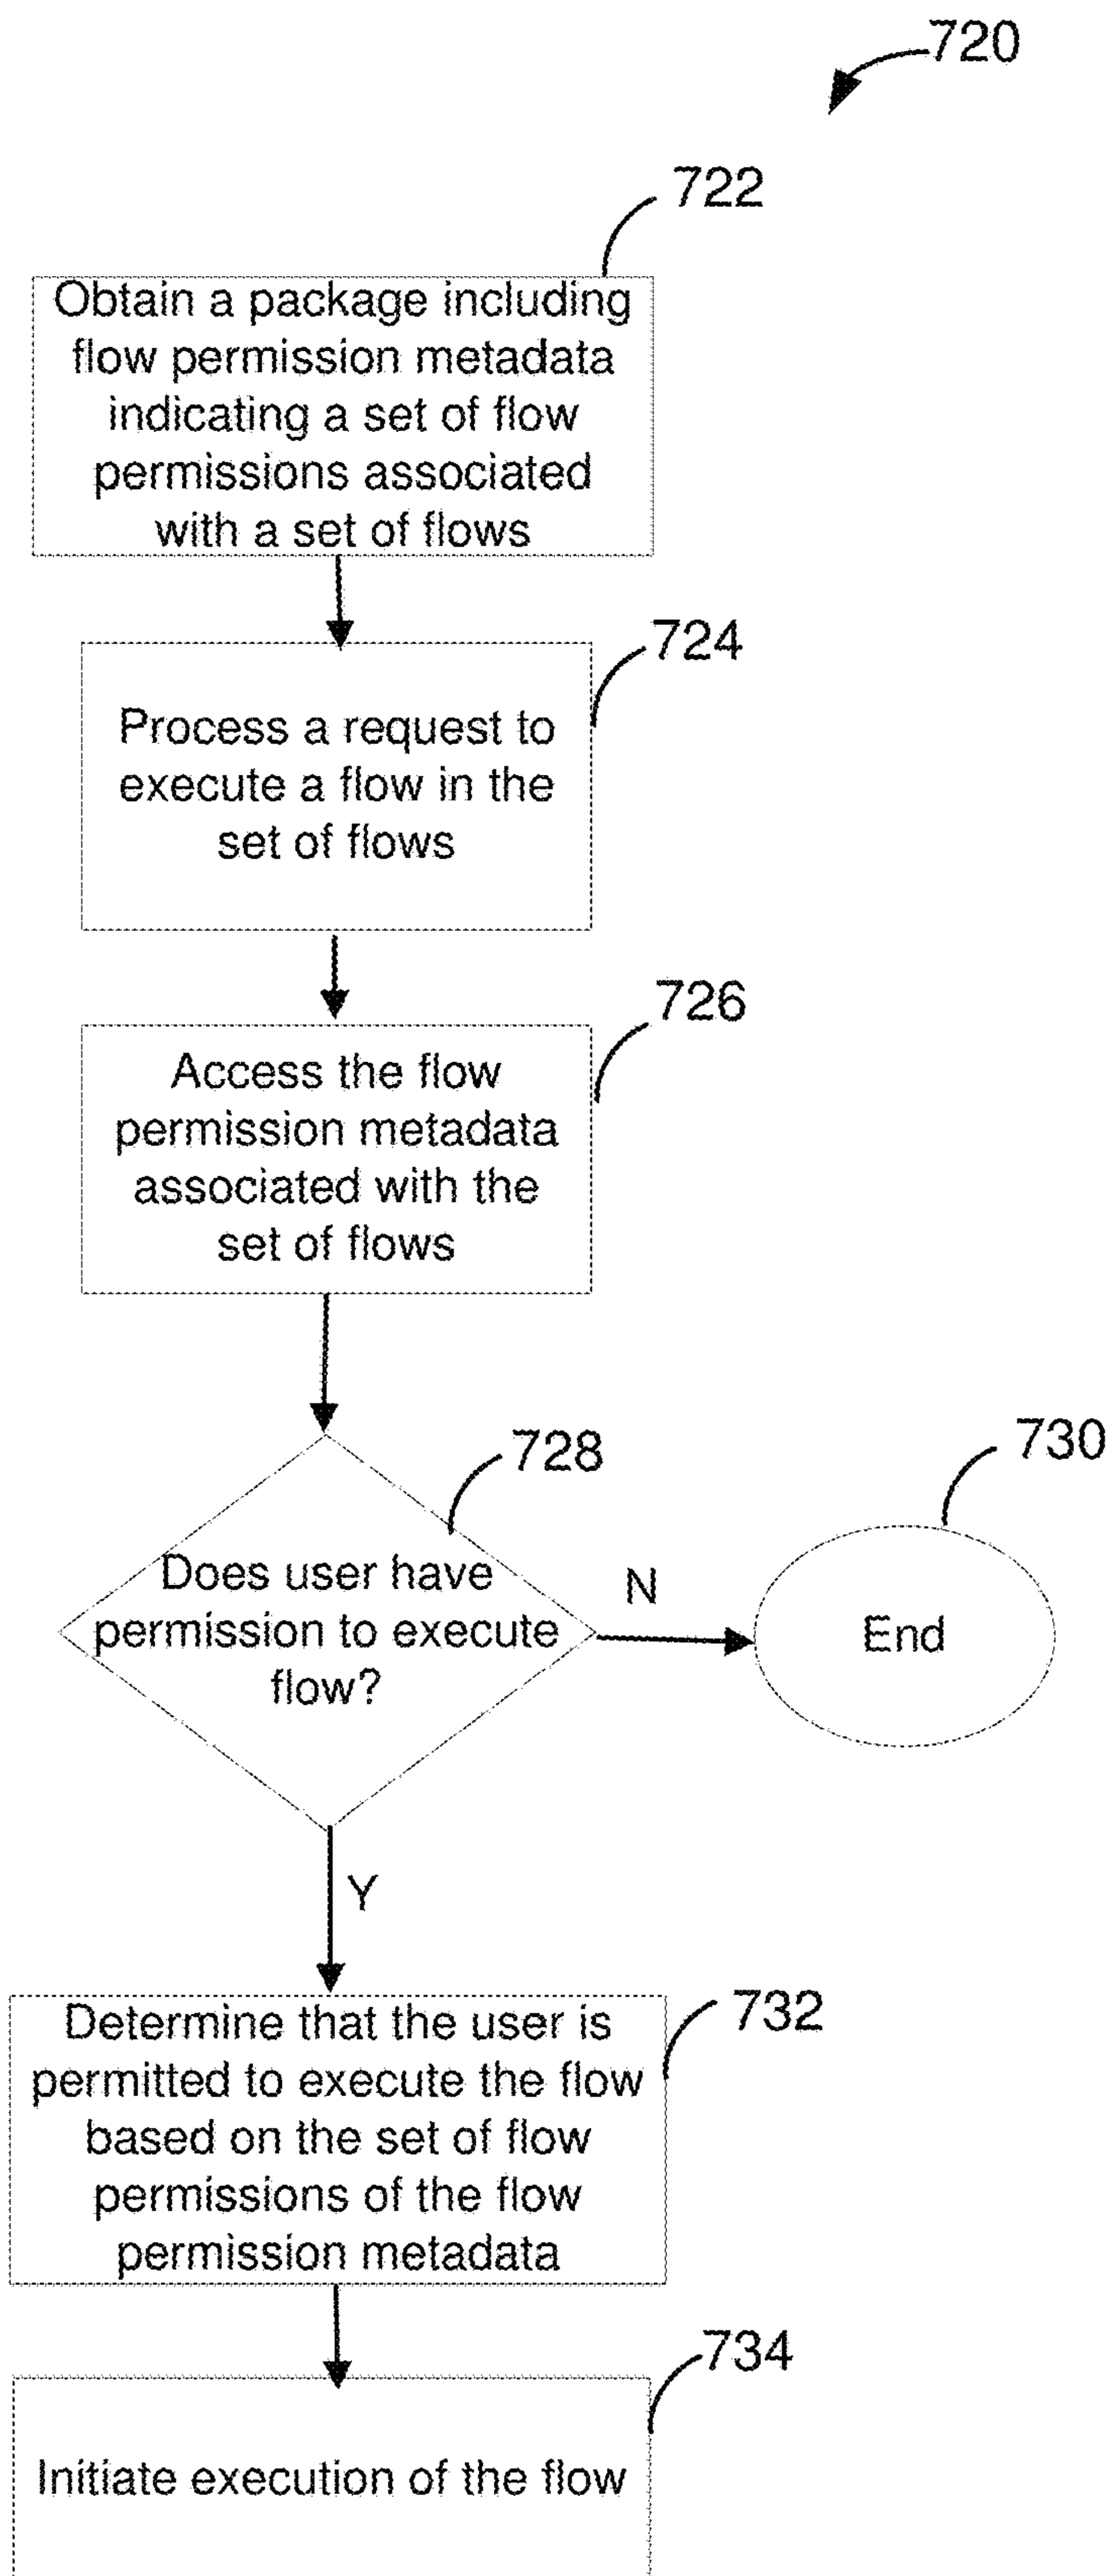 720
722
Obtain a package including
flow permission metadata
indicating a set of flow
permissions associated
with a set of flows
724
Process a request to
execute a flow in the
set of flows
726
Access the flow
permission metadata
associated with the
set of flows
728
730
Does user have
permission to execute
flow?
N
End
Y
732
Determine that the user is
permitted to execute the flow
based on the set of flow
permissions of the flow
permission metadata
734
Initiate execution of the flow